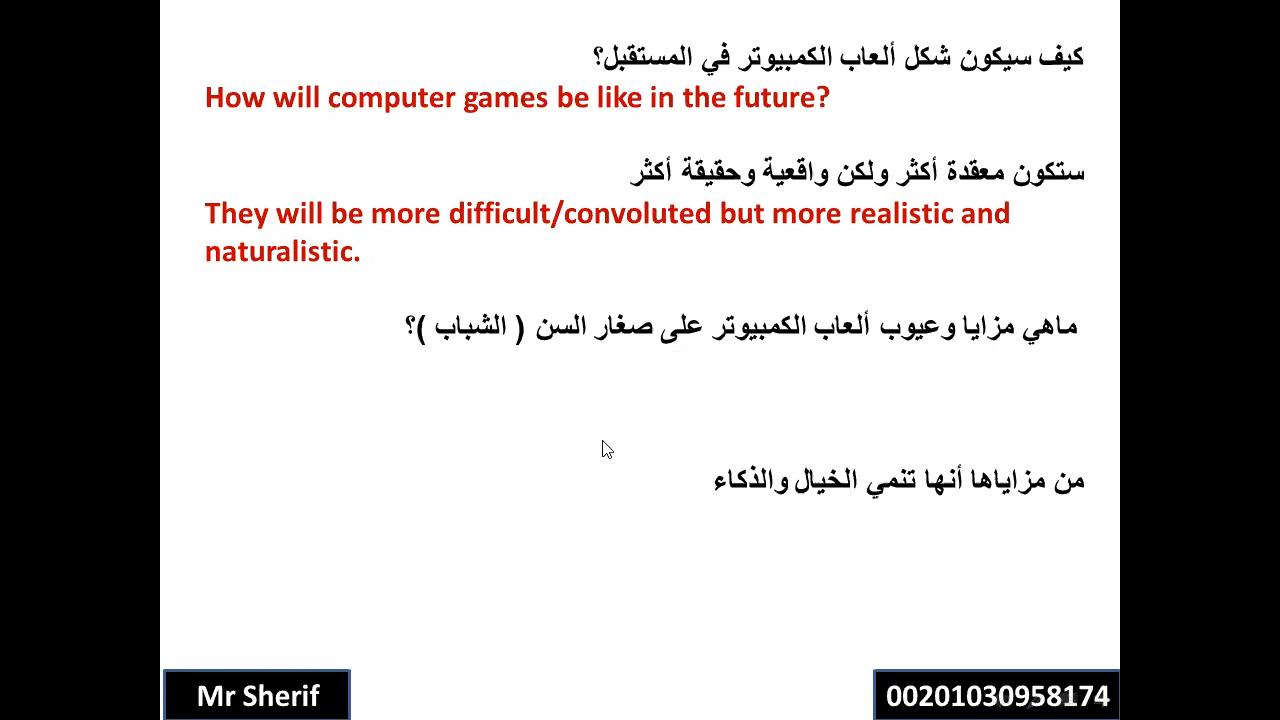 كيف سيكون شكل ألعاب الكمبيوتر في المستقبل؟
How will computer games be like in the future?
ستكون معقدة أكثر ولكن واقعية وحقيقة أكثر
They will be more difficult/convoluted but more realistic and
naturalistic.
ماهي مزايا وعيوب ألعاب الكمبيوتر على صغار السن ( الشباب )؟
من مزاياها أنها تنمي الخيال والذكاء
Mr Sherif
00201030958174